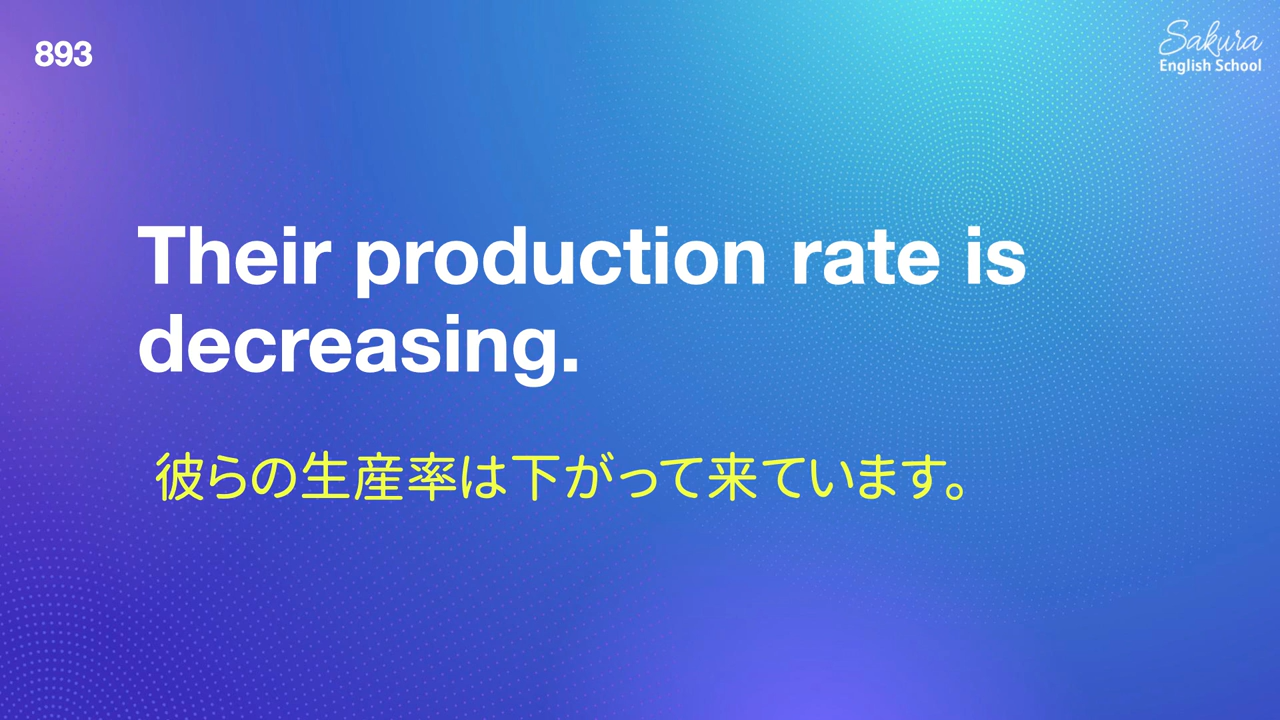 893
Sakura
English School
Their production rate is
decreasing.
彼らの生産率は下がって来ています。